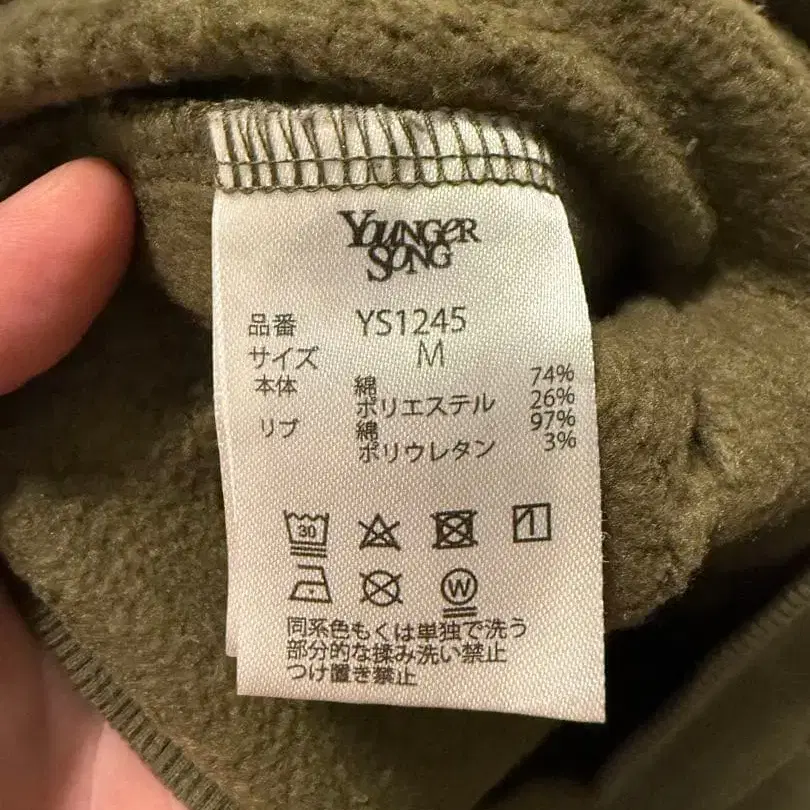 YOUNGER
SONG
品番 YS1245
サイズ M
本体 綿 74%
ポリエステル 26%
リブ 綿 97%
ポリウレタン 3%
30
W
同系色もくは単独で洗う
部分的な揉み洗い禁止
つけ置き禁止